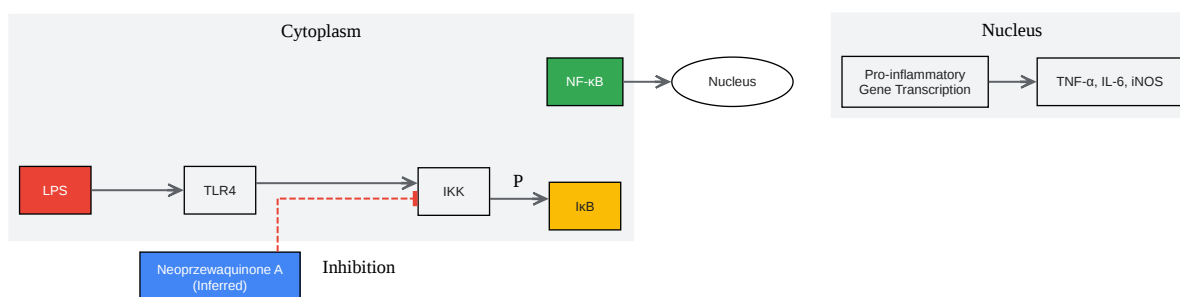 Cytoplasm
Nucleus
NF-κB
Nucleus
Pro-inflammatory
Gene Transcription
TNF-α, IL-6, iNOS
LPS
TLR4
IKK
P
IκB
Neoprzewaquinone A
(Inferred)
Inhibition